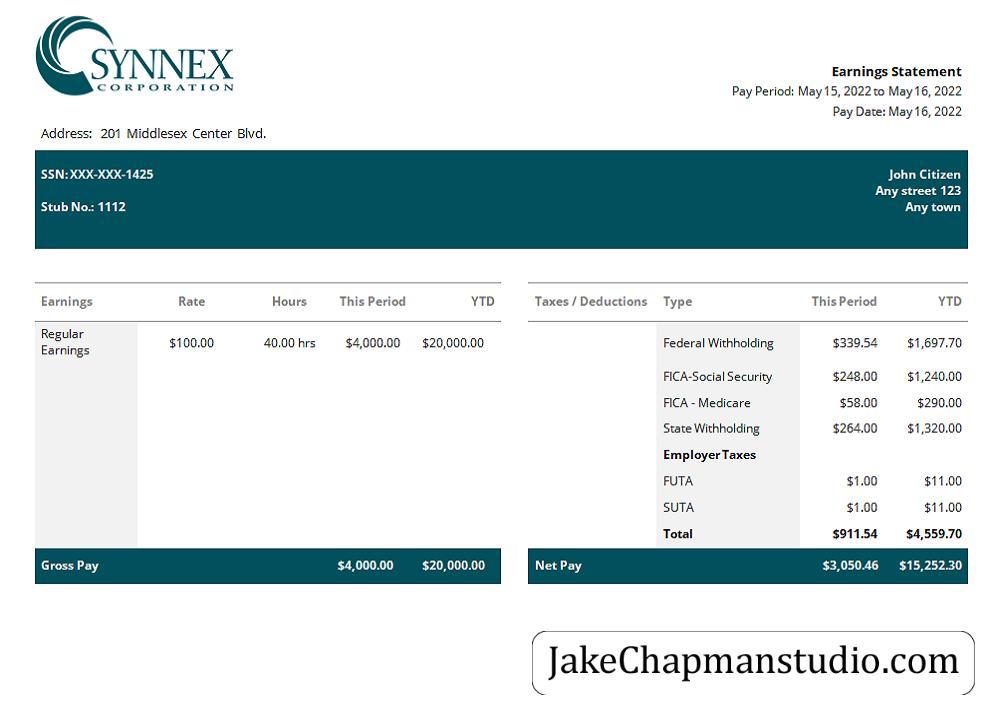 SYNNEX
CORPORATION
Earnings Statement
Pay Period: May 15, 2022 to May 16, 2022
Pay Date: May 16, 2022
Address: 201 Middlesex Center Blvd.
SSN: XXX-XXX-1425
Stub No.: 1112
John Citizen
Any street 123
Any town
Earnings Rate Hours This Period YTD
Regular
Earnings
$100.00 40.00 hrs $4,000.00 $20,000.00
Gross Pay $4,000.00 $20,000.00
Taxes / Deductions Type This Period YTD
Federal Withholding $339.54 $1,697.70
FICA-Social Security $248.00 $1,240.00
FICA - Medicare $58.00 $290.00
State Withholding $264.00 $1,320.00
Employer Taxes
FUTA $1.00 $11.00
SUTA $1.00 $11.00
Total $911.54 $4,559.70
Net Pay $3,050.46 $15,252.30
JakeChapmanstudio.com